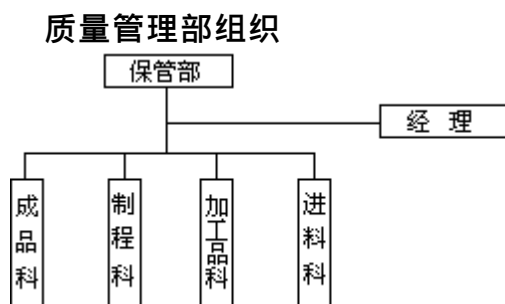 质量管理部组织
保管部
经 理
成品科
制程科
加工品科
进料科